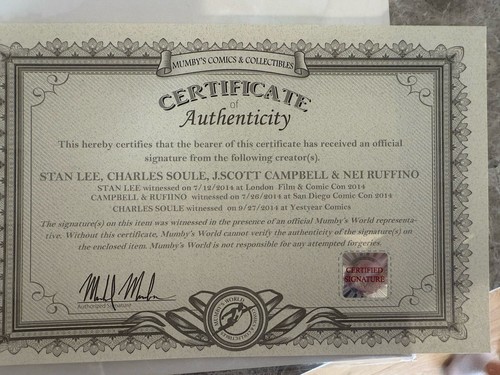 MUMBY'S COMICS & COLLECTIBLES
CERTIFICATE
of
Authenticity
This hereby certifies that the bearer of this certificate has received an official
signature from the following creator(s).
STAN LEE, CHARLES SOULE, J.SCOTT CAMPBELL & NEI RUFFINO
STAN LEE witnessed on 7/12/2014 at London Film & Comic Con 2014
CAMPBELL & RUFIINO witnessed on 7/26/2014 at San Diego Comic Con 2014
CHARLES SOULE witnessed on 9/27/2014 at Yestyear Comics
The signature(s) on this item was witnessed in the presence of an official Mumby's World representa-
tive. Without this certificate, Mumby's World cannot verify the authenticity of the signature(s) on
the enclosed item. Mumby's World is not responsible for any attempted forgeries.
CERTIFIED
SIGNATURE
Authorized Signature
MUMBY'S WORLD